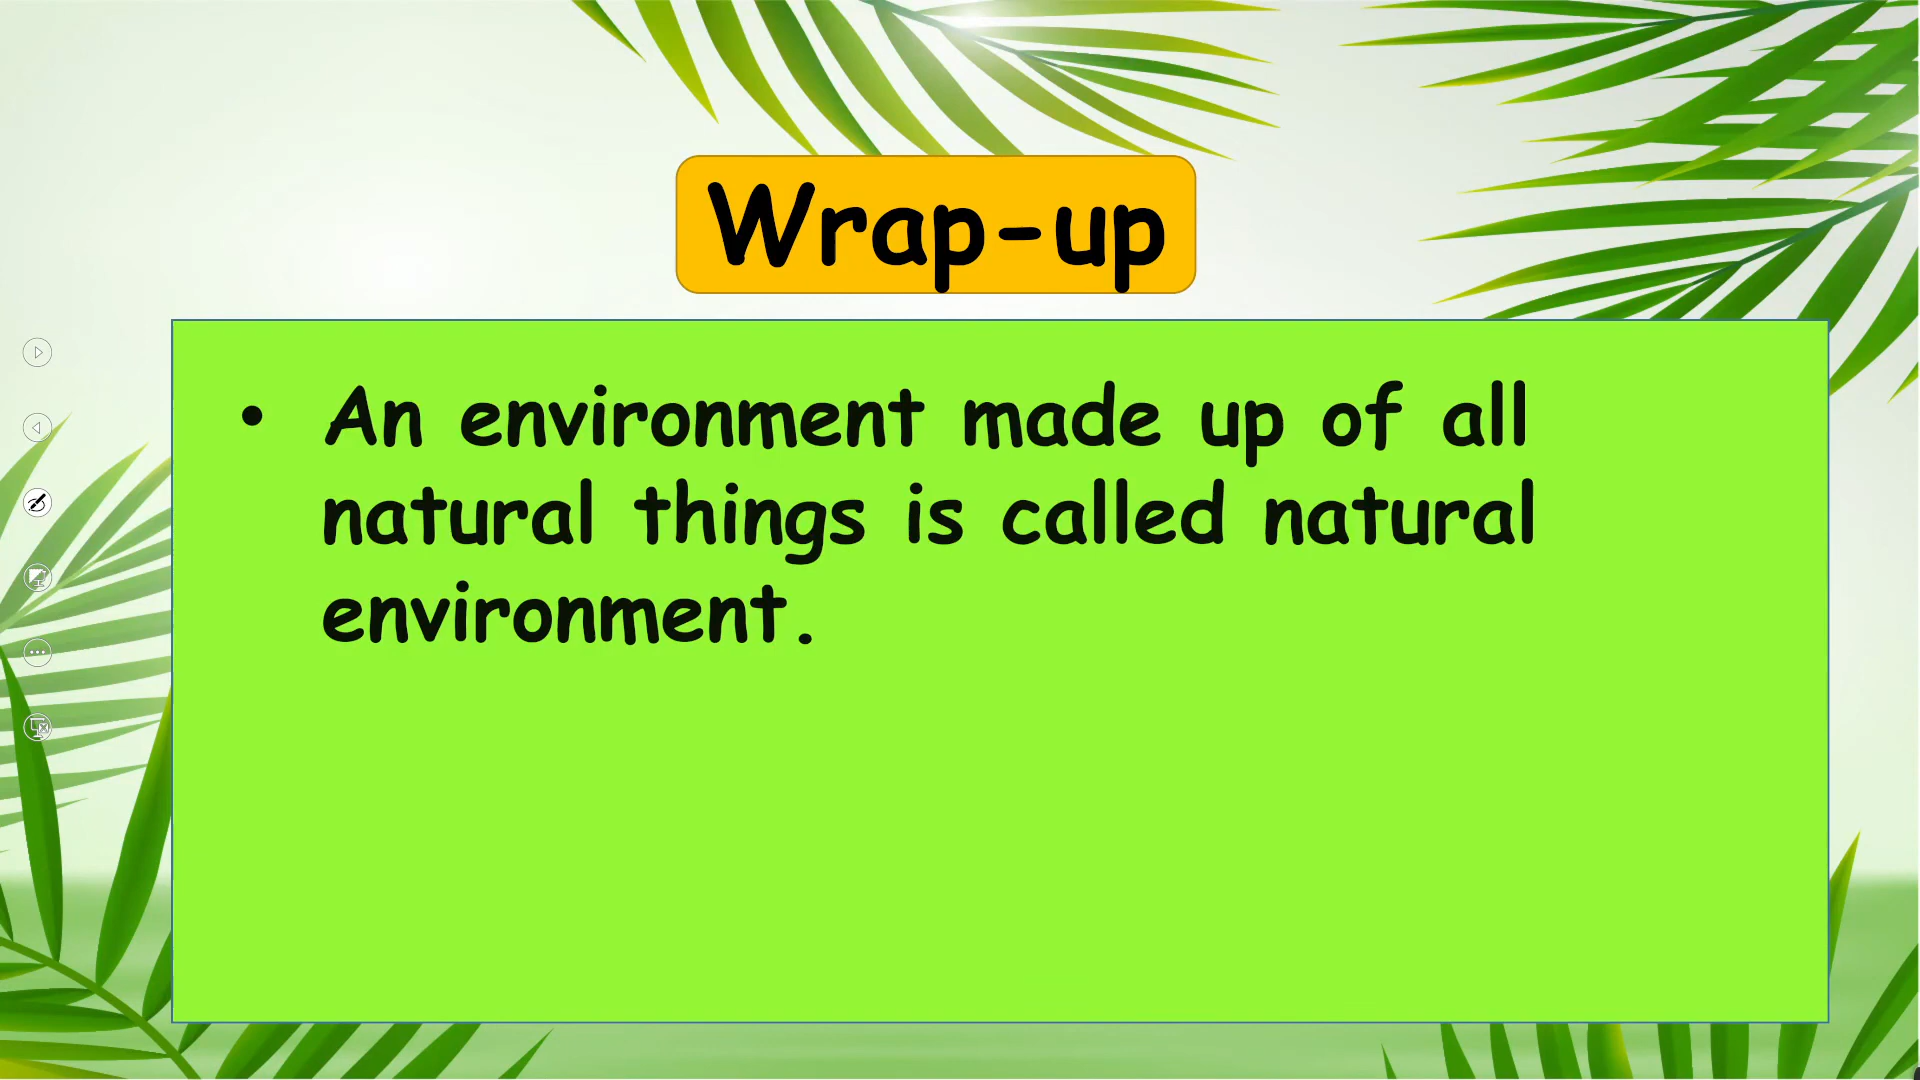 Wrap-up
• An environment made up of all
natural things is called natural
environment.